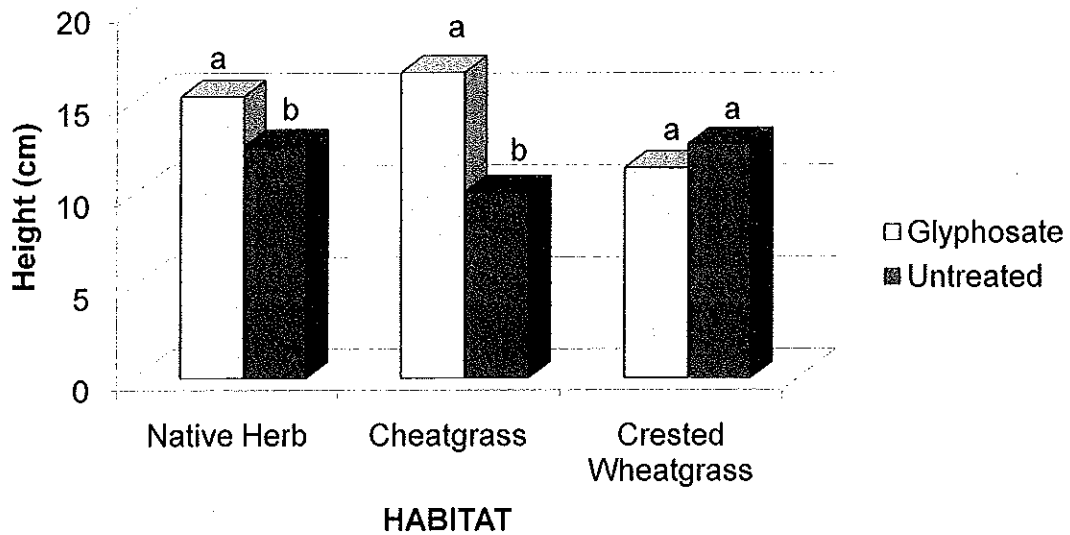 20
15
10
5
0
Height (cm)
a
b
a
b
a
a
Native Herb
Cheatgrass
Crested
Wheatgrass
HABITAT
Glyphosate
Untreated